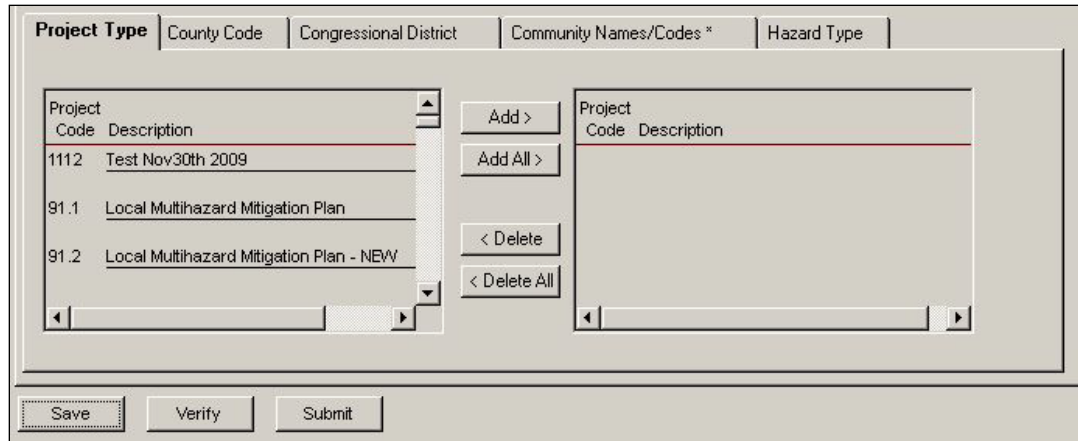 Project Type County Code Congressional District Community Names/Codes * Hazard Type
Project
Code Description
1112 Test Nov30th 2009
91.1 Local Multihazard Mitigation Plan
91.2 Local Multihazard Mitigation Plan - NEW
Add >
Add All >
< Delete
< Delete All
Project
Code Description
Save Verify Submit